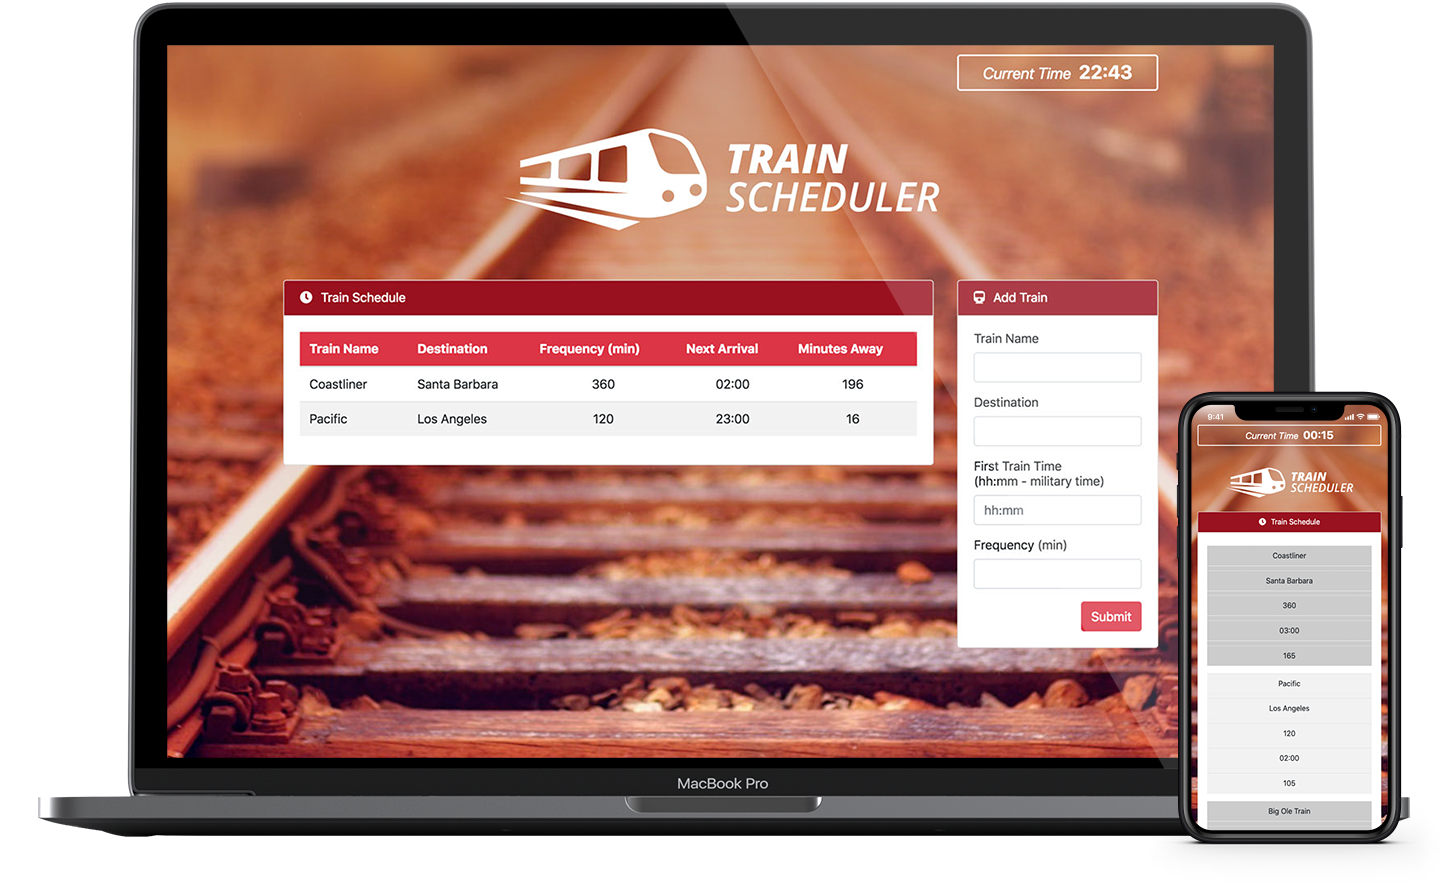 Current Time 22:43
TRAIN
SCHEDULER
Train Schedule
Train Name Destination Frequency (min) Next Arrival Minutes Away
Coastliner Santa Barbara 360 02:00 196
Pacific Los Angeles 120 23:00 16
Add Train
Train Name
Destination
First Train Time
(hh:mm - military time)
hh:mm
Frequency (min)
Submit
MacBook Pro
9:41
Current Time 00:15
TRAIN
SCHEDULER
Train Schedule
Coastliner
Santa Barbara
360
03:00
165
Pacific
Los Angeles
120
02:00
105
Big Ole Train